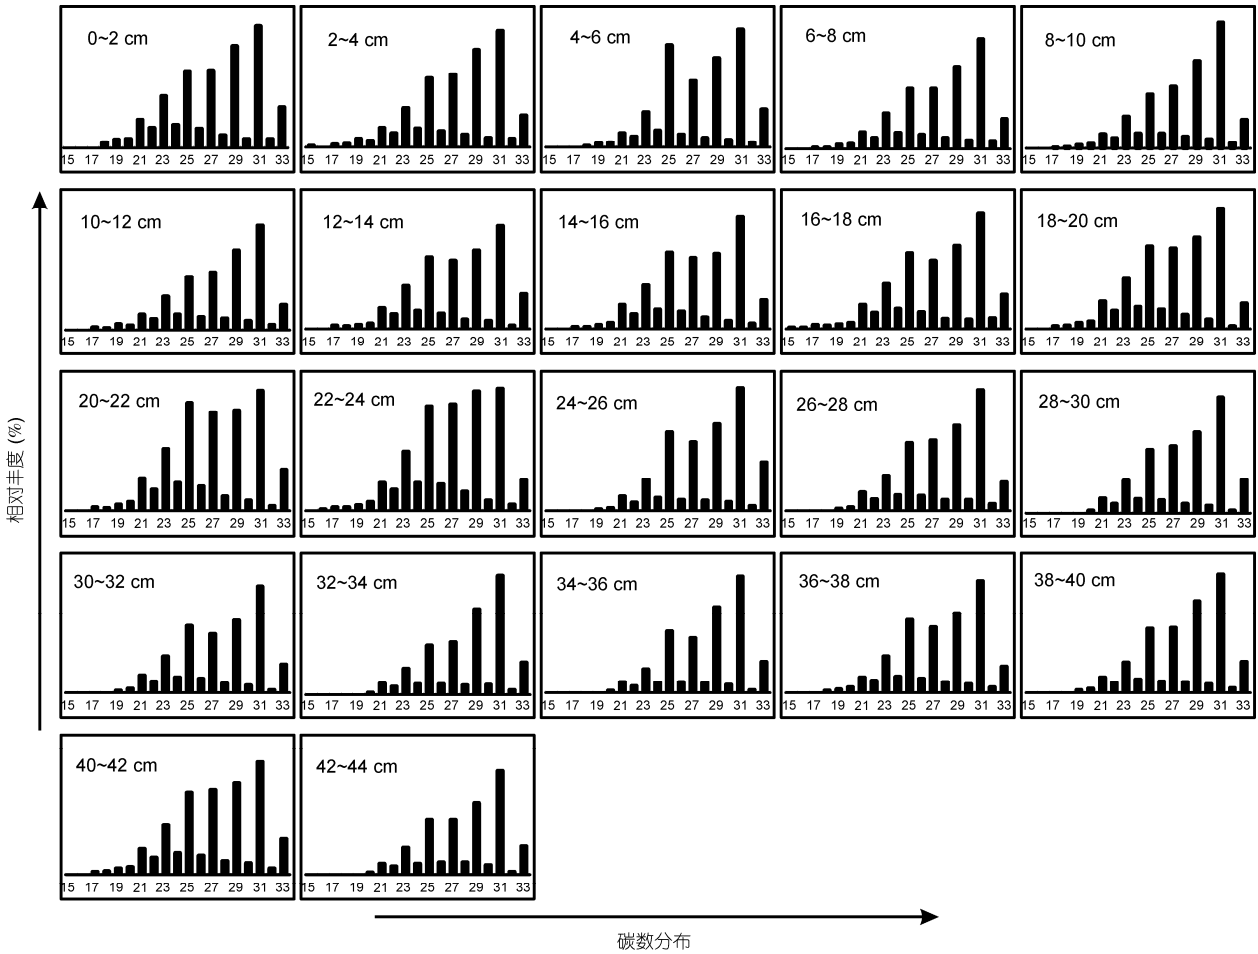 0~2 cm
15 17 19 21 23 25 27 29 31 33
2~4 cm
15 17 19 21 23 25 27 29 31 33
4~6 cm
15 17 19 21 23 25 27 29 31 33
6~8 cm
15 17 19 21 23 25 27 29 31 33
8~10 cm
15 17 19 21 23 25 27 29 31 33
10~12 cm
15 17 19 21 23 25 27 29 31 33
12~14 cm
15 17 19 21 23 25 27 29 31 33
14~16 cm
15 17 19 21 23 25 27 29 31 33
16~18 cm
15 17 19 21 23 25 27 29 31 33
18~20 cm
15 17 19 21 23 25 27 29 31 33
20~22 cm
15 17 19 21 23 25 27 29 31 33
22~24 cm
15 17 19 21 23 25 27 29 31 33
24~26 cm
15 17 19 21 23 25 27 29 31 33
26~28 cm
15 17 19 21 23 25 27 29 31 33
28~30 cm
15 17 19 21 23 25 27 29 31 33
30~32 cm
15 17 19 21 23 25 27 29 31 33
32~34 cm
15 17 19 21 23 25 27 29 31 33
34~36 cm
15 17 19 21 23 25 27 29 31 33
36~38 cm
15 17 19 21 23 25 27 29 31 33
38~40 cm
15 17 19 21 23 25 27 29 31 33
40~42 cm
15 17 19 21 23 25 27 29 31 33
42~44 cm
15 17 19 21 23 25 27 29 31 33
相对丰度 (%)
碳数分布